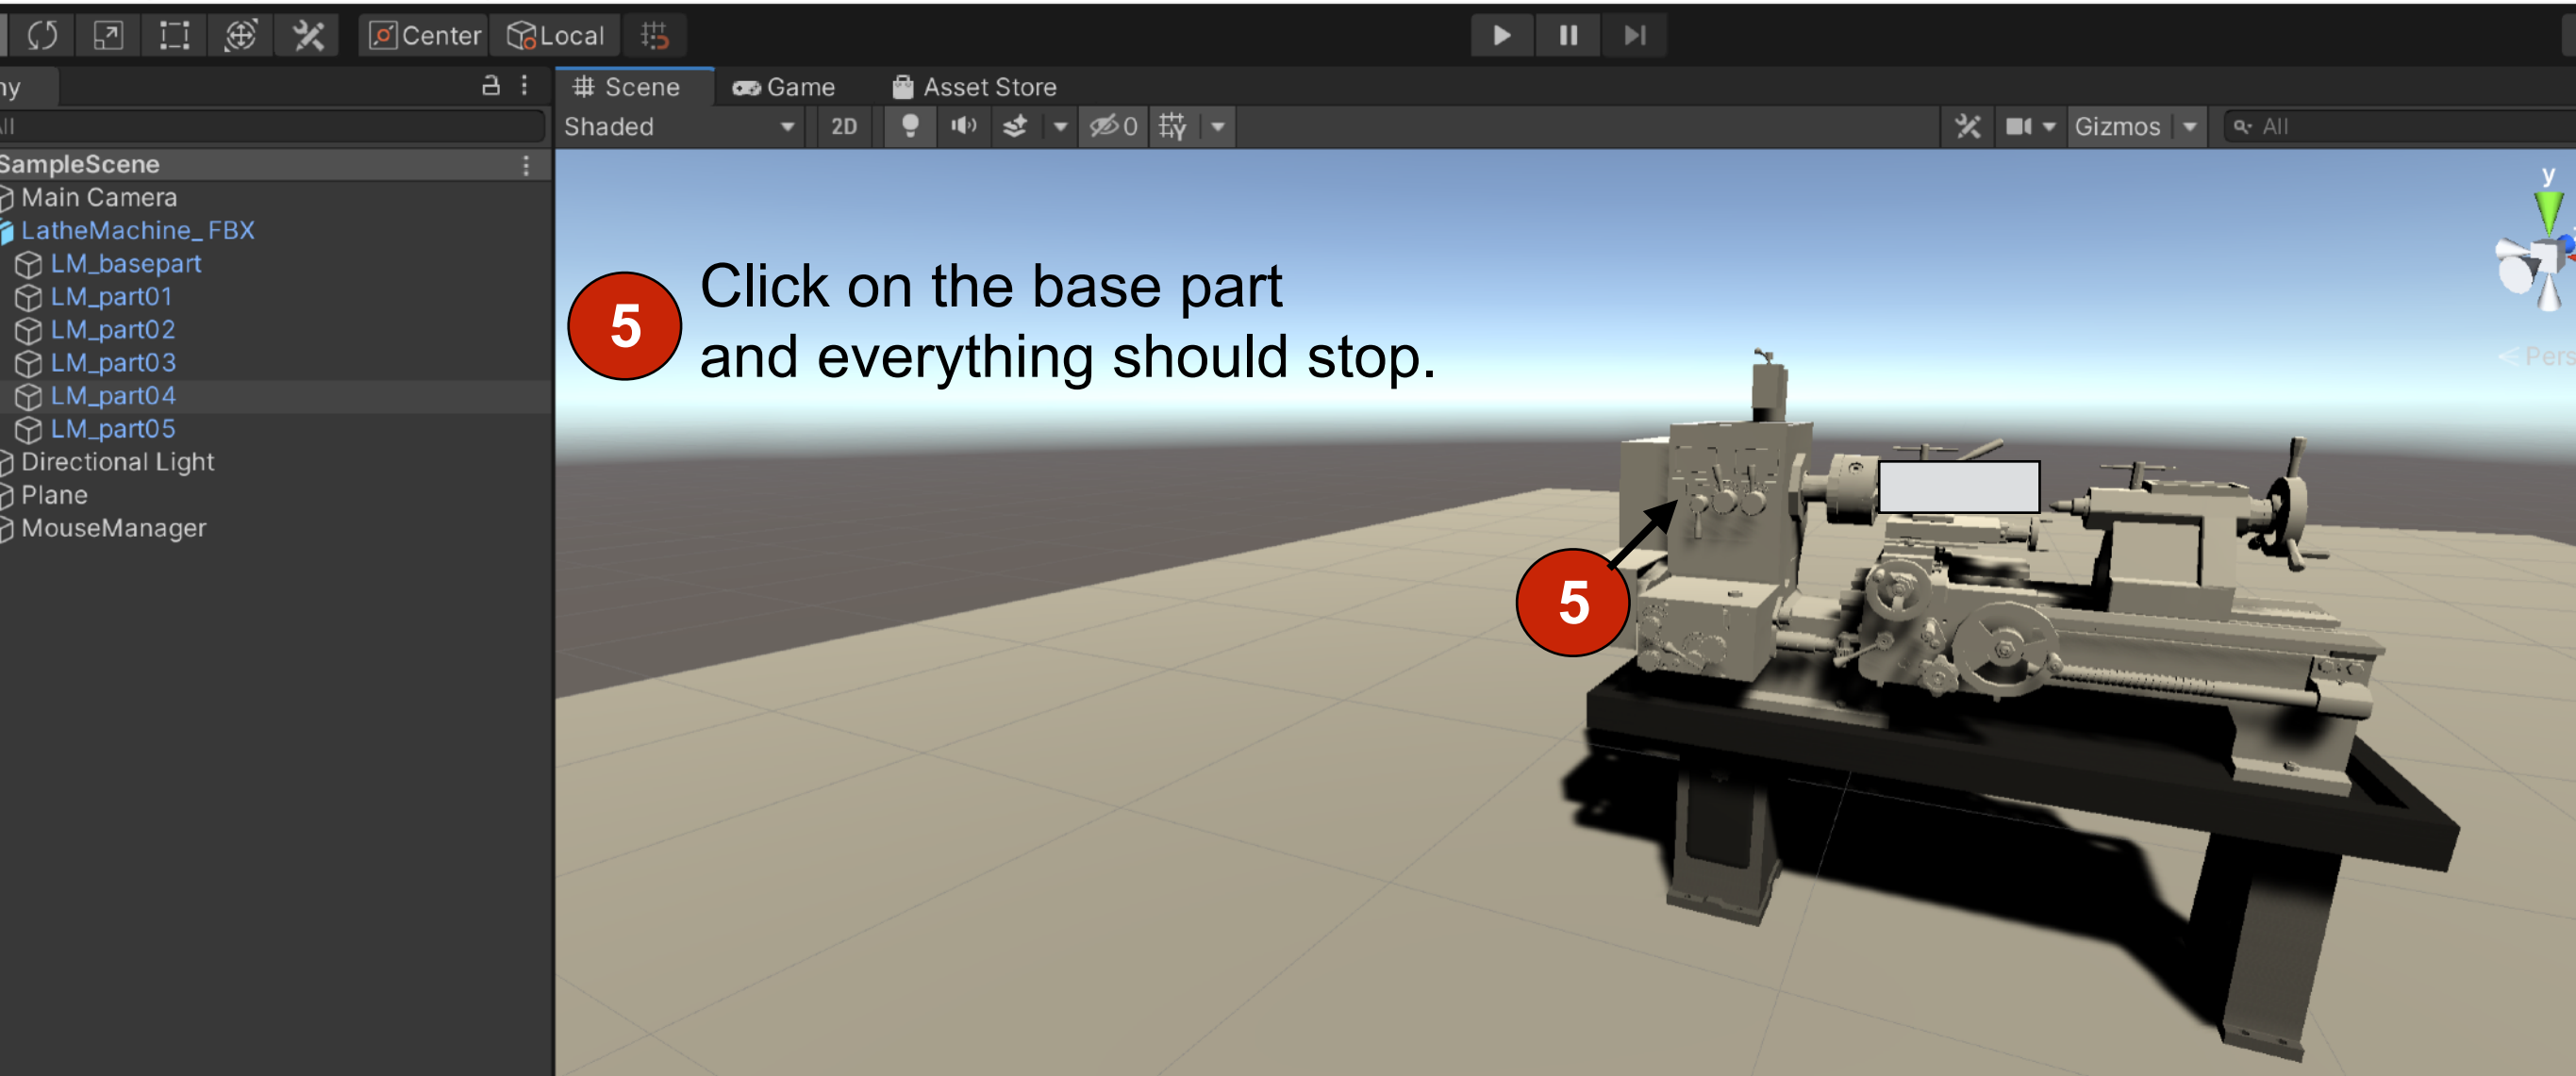 Center
Local
Scene
Game
Asset Store
Shaded
2D
0
Gizmos
All
SampleScene
Main Camera
LatheMachine_FBX
LM_basepart
LM_part01
LM_part02
LM_part03
LM_part04
LM_part05
Directional Light
Plane
MouseManager
5
Click on the base part
and everything should stop.
5
y